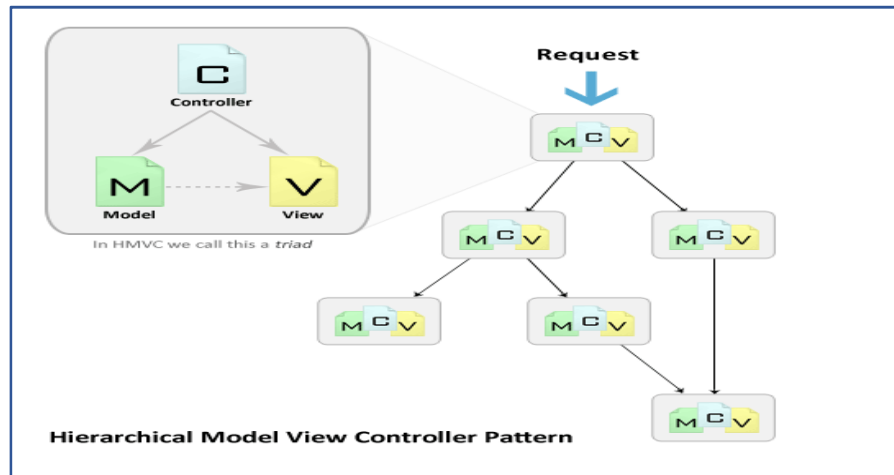 C
Controller
M
V
Model
View
In HMVC we call this a triad
Request
M C V
M C V
M C V
M C V
M C V
M C V
Hierarchical Model View Controller Pattern